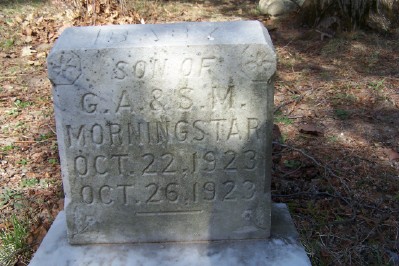 SON OF
G. A. & S. M.
MORNINGSTAR
OCT. 22, 1923
OCT. 26, 1923